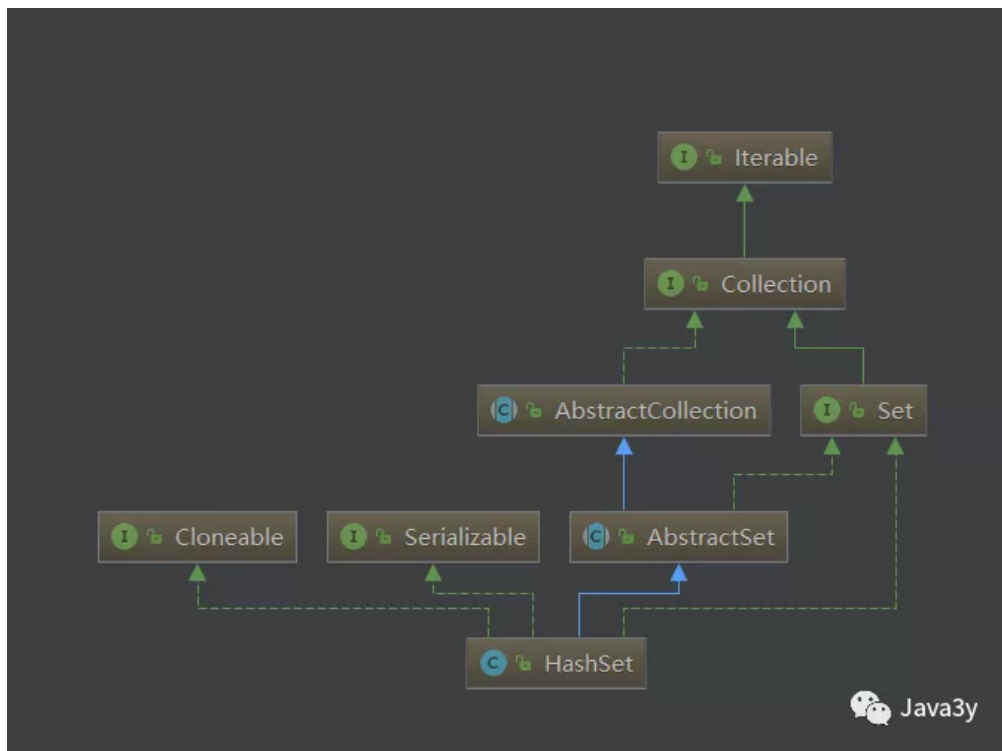 I Iterable
I Collection
C AbstractCollection
I Set
I Cloneable
I Serializable
C AbstractSet
C HashSet
Java3y